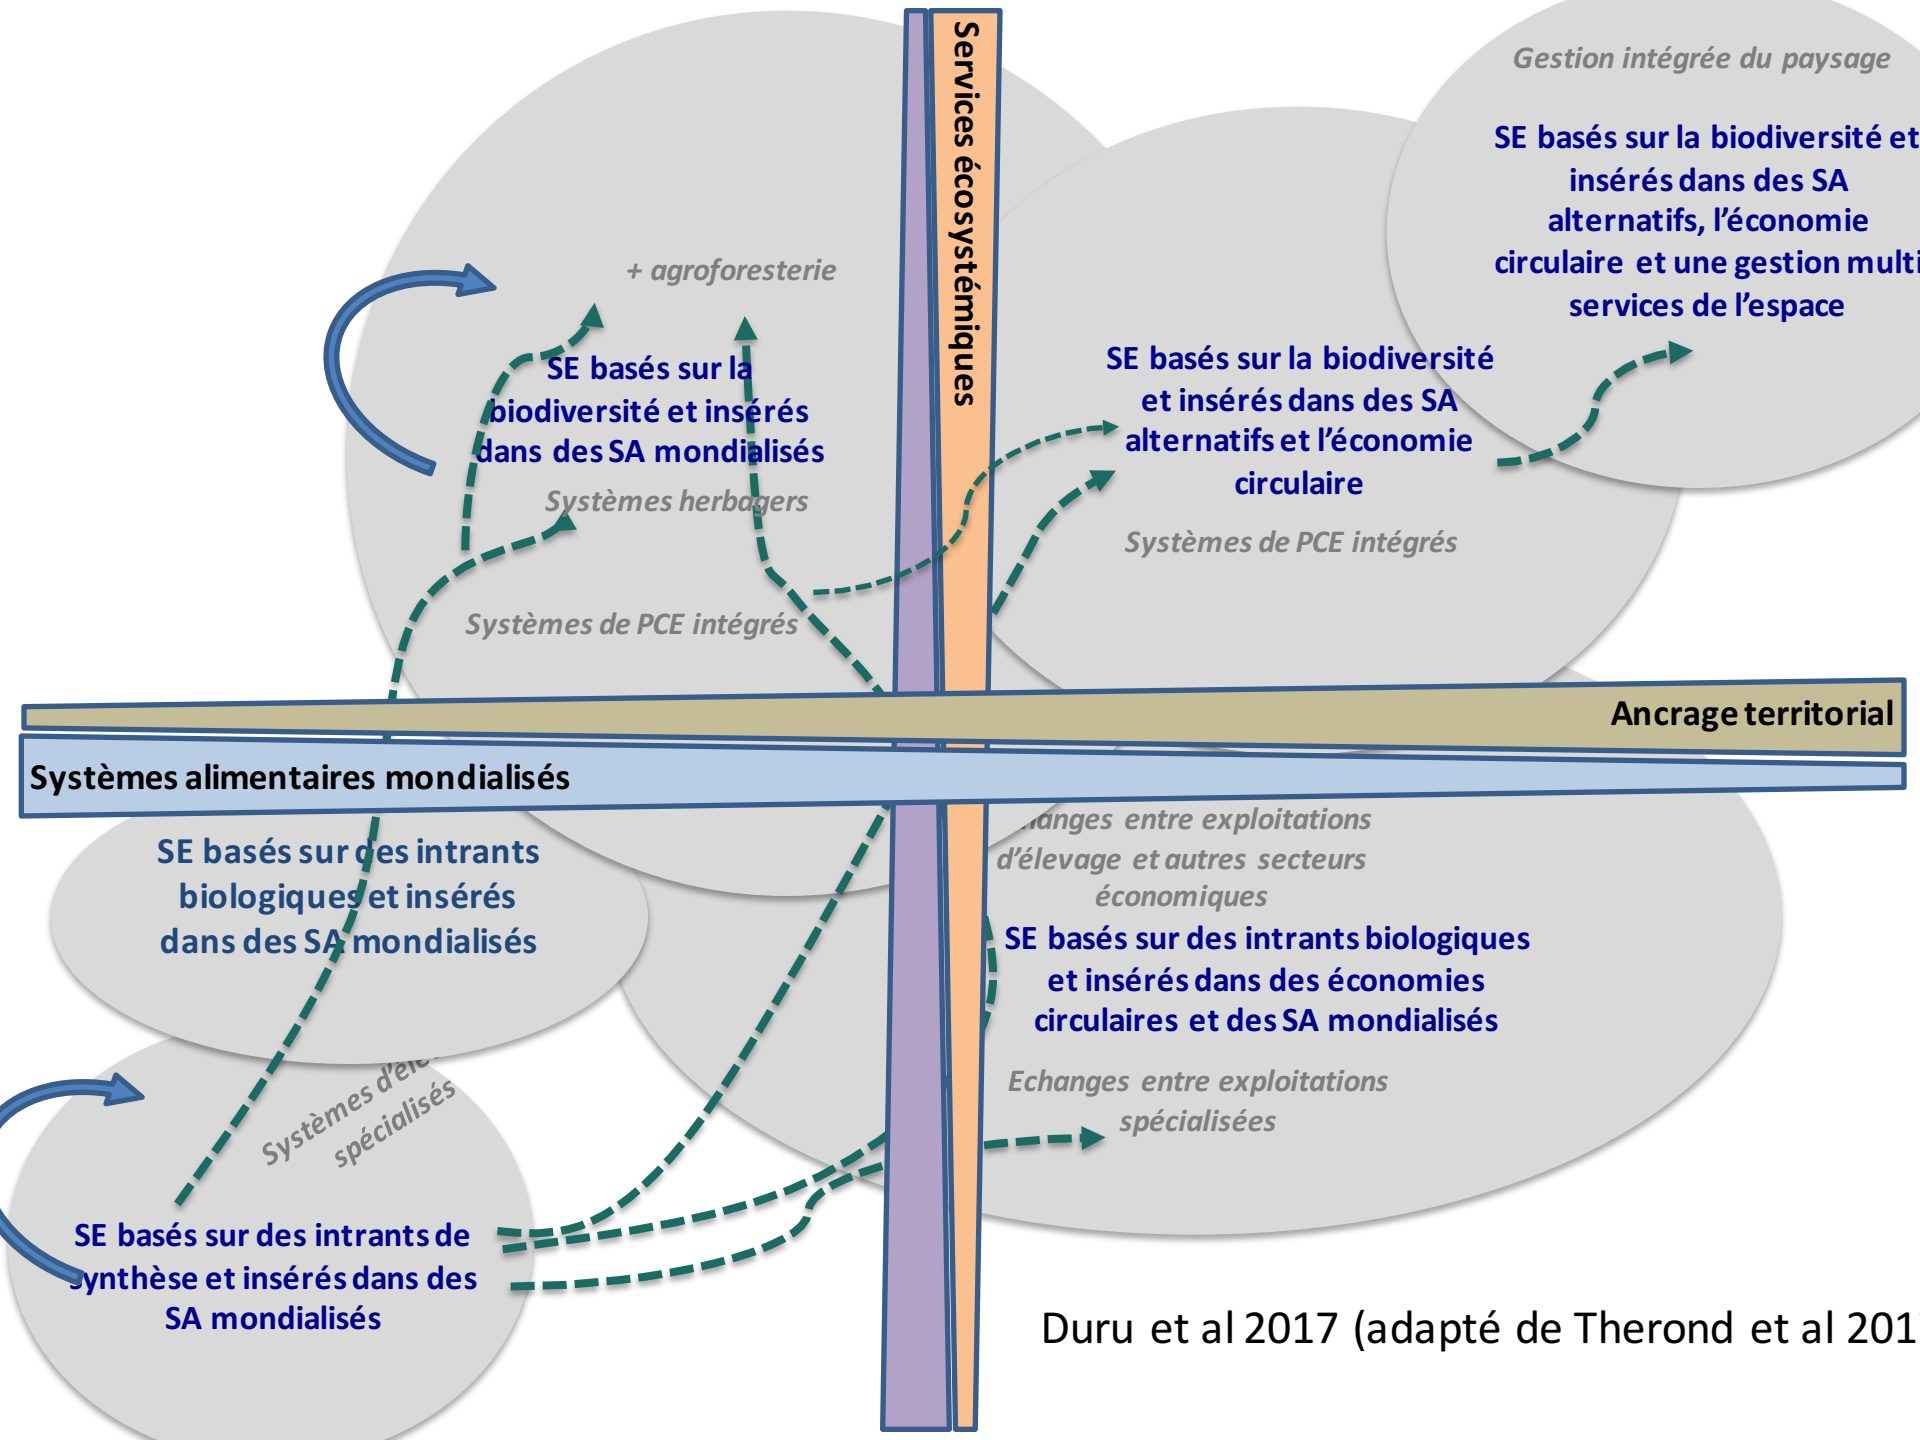 Services écosystémiques
Gestion intégrée du paysage
SE basés sur la biodiversité et
insérés dans des SA
alternatifs, l’économie
circulaire et une gestion multi
services de l’espace
+ agroforesterie
SE basés sur la
biodiversité et insérés
dans des SA mondialisés
Systèmes herbagers
Systèmes de PCE intégrés
SE basés sur la biodiversité
et insérés dans des SA
alternatifs et l’économie
circulaire
Systèmes de PCE intégrés
Ancrage territorial
Systèmes alimentaires mondialisés
SE basés sur des intrants
biologiques et insérés
dans des SA mondialisés
entre exploitations
d’élevage et autres secteurs
économiques
SE basés sur des intrants biologiques
et insérés dans des économies
circulaires et des SA mondialisés
Echanges entre exploitations
spécialisées
Systèmes
spécialisés
SE basés sur des intrants de
synthèse et insérés dans des
SA mondialisés
Duru et al 2017 (adapté de Therond et al